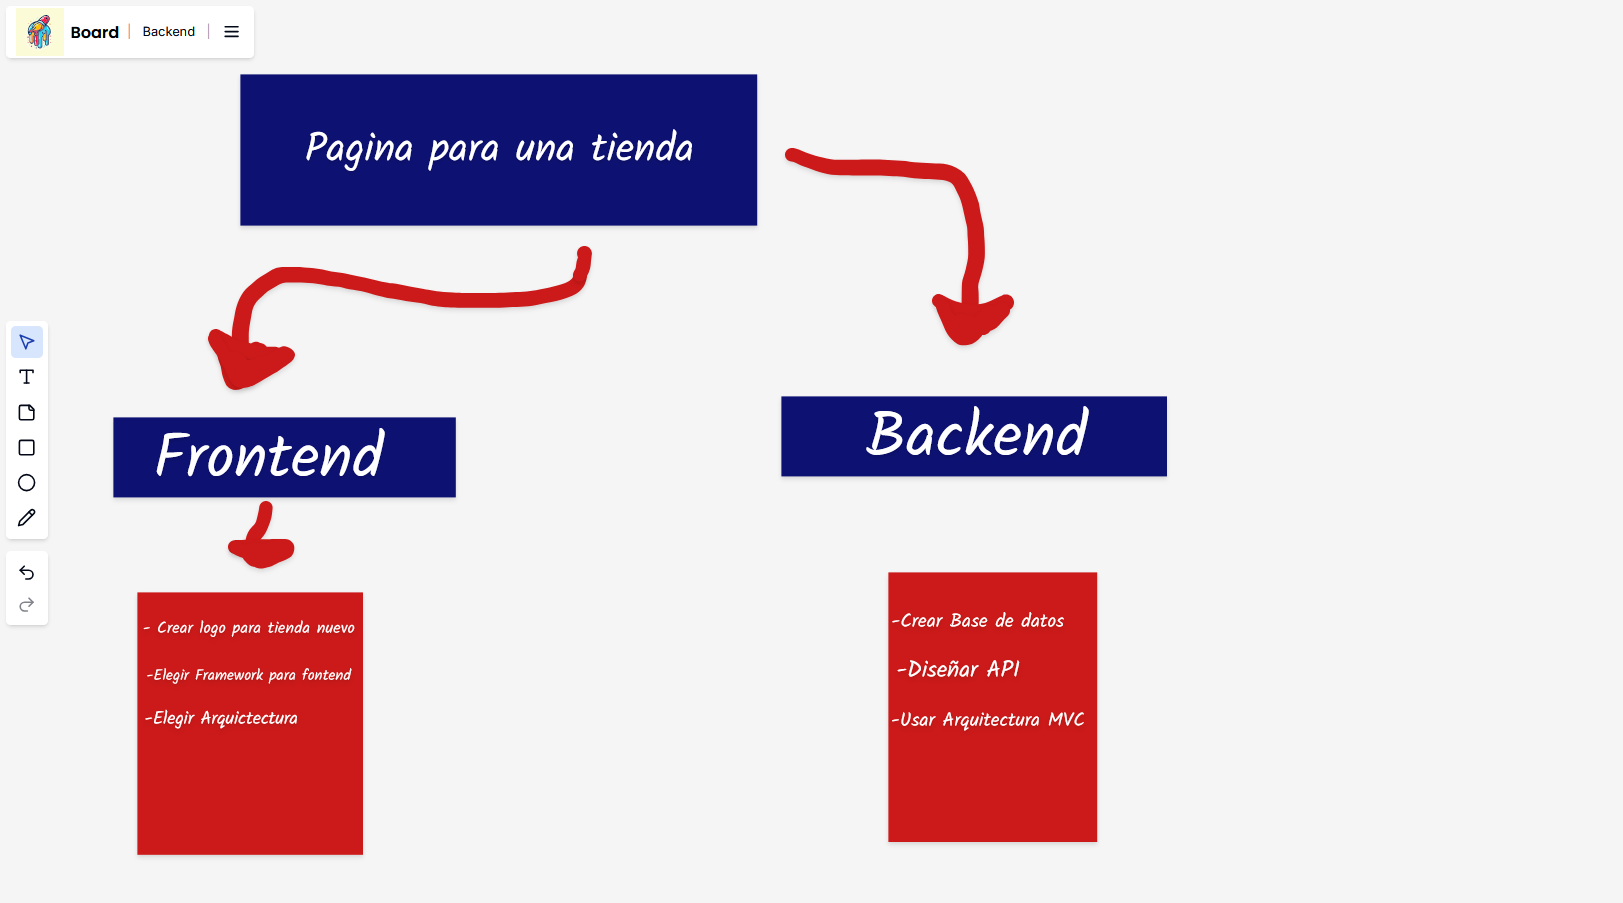 Board
Backend
Pagina para una tienda
Frontend
Backend
- Crear logo para tienda nuevo
-Elegir Framework para fontend
-Elegir Arquictectura
-Crear Base de datos
-Diseñar API
-Usar Arquitectura MVC